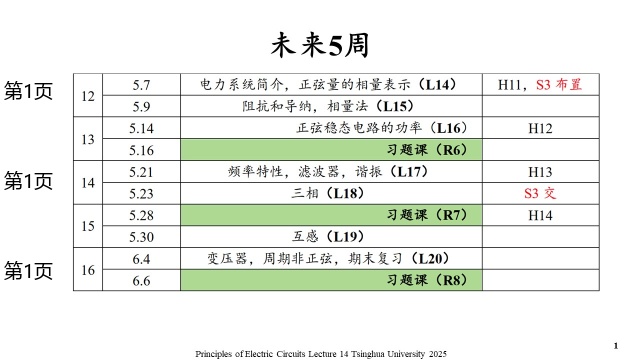 未来5周
第1页
12 5.7 电力系统简介，正弦量的相量表示（L14） H11，S3 布置
5.9 阻抗和导纳，相量法（L15）
13 5.14 正弦稳态电路的功率（L16） H12
5.16 习题课（R6）
第1页
14 5.21 频率特性，滤波器，谐振（L17） H13
5.23 三相（L18） S3 交
15 5.28 习题课（R7） H14
5.30 互感（L19）
第1页
16 6.4 变压器，周期非正弦，期末复习（L20）
6.6 习题课（R8）
Principles of Electric Circuits Lecture 14 Tsinghua University 2025
1